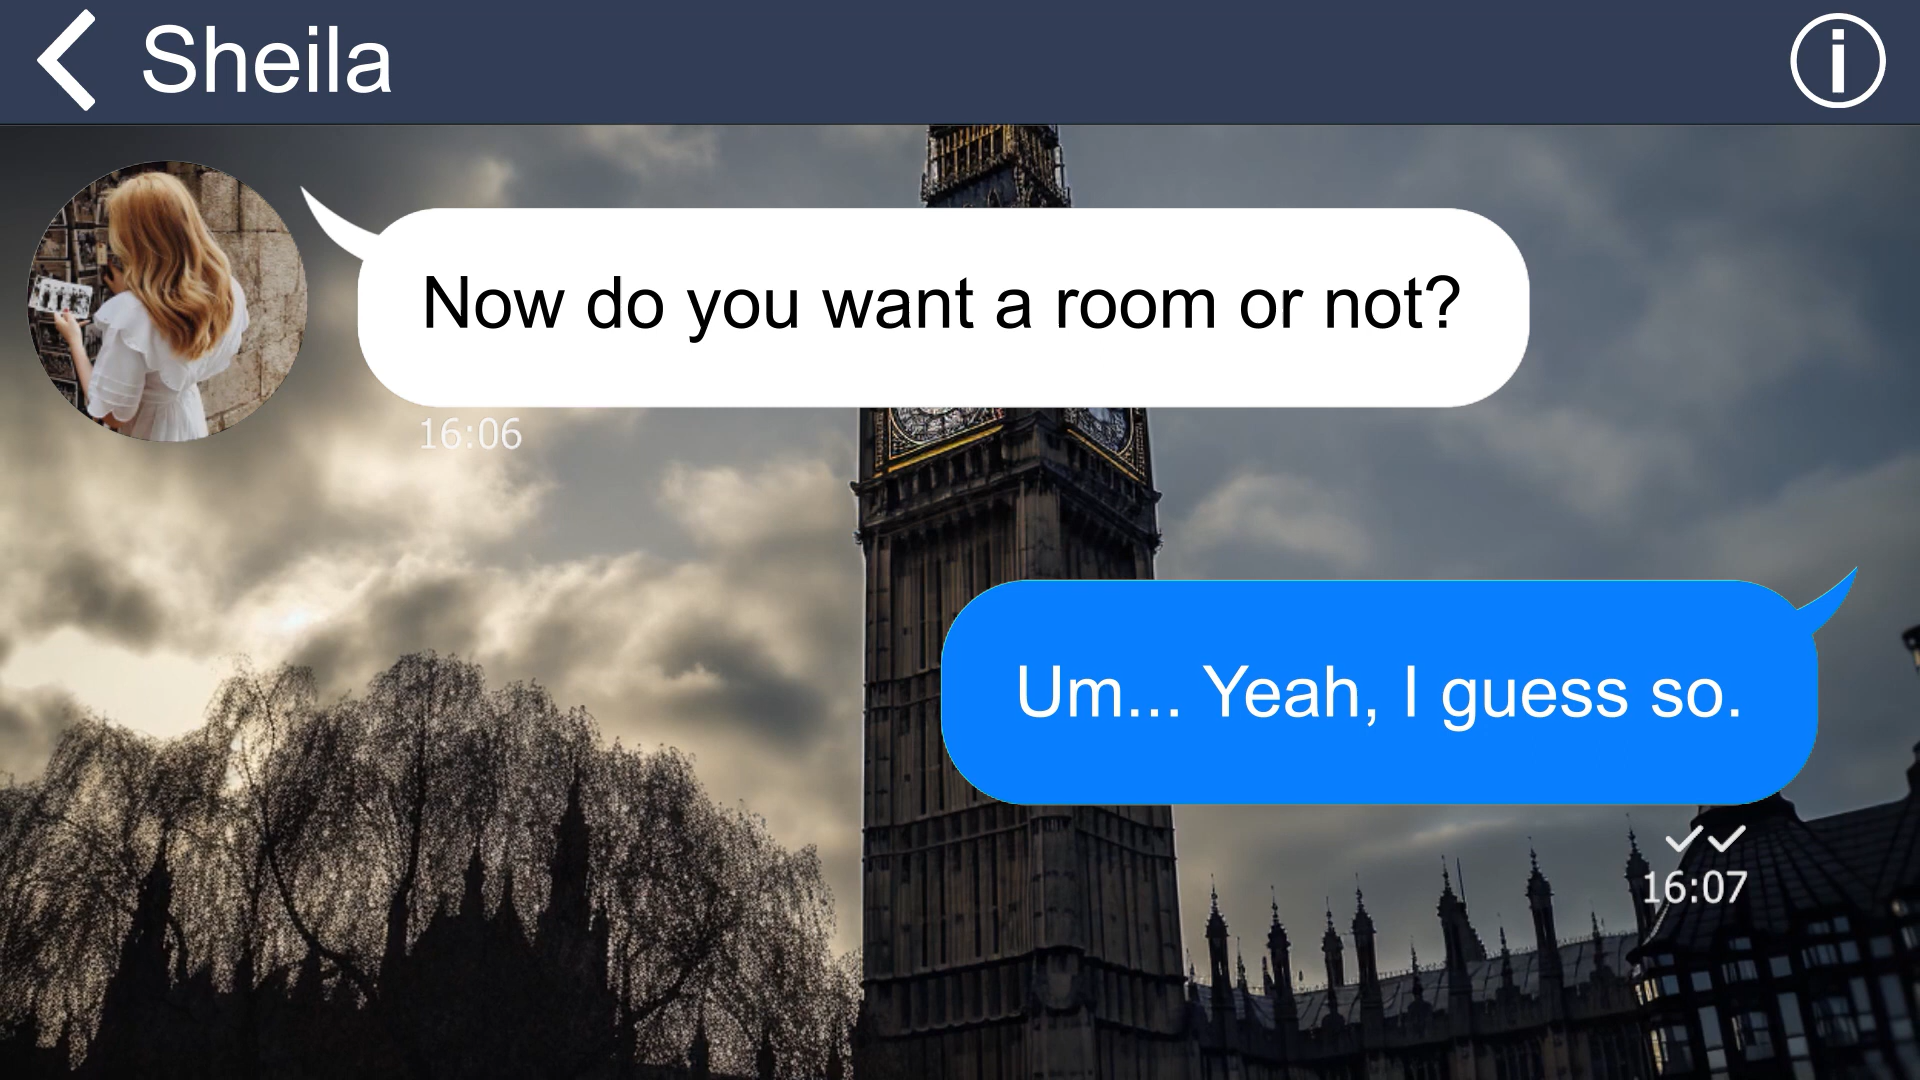 Sheila
Now do you want a room or not?
16:06
Um... Yeah, I guess so.
16:07